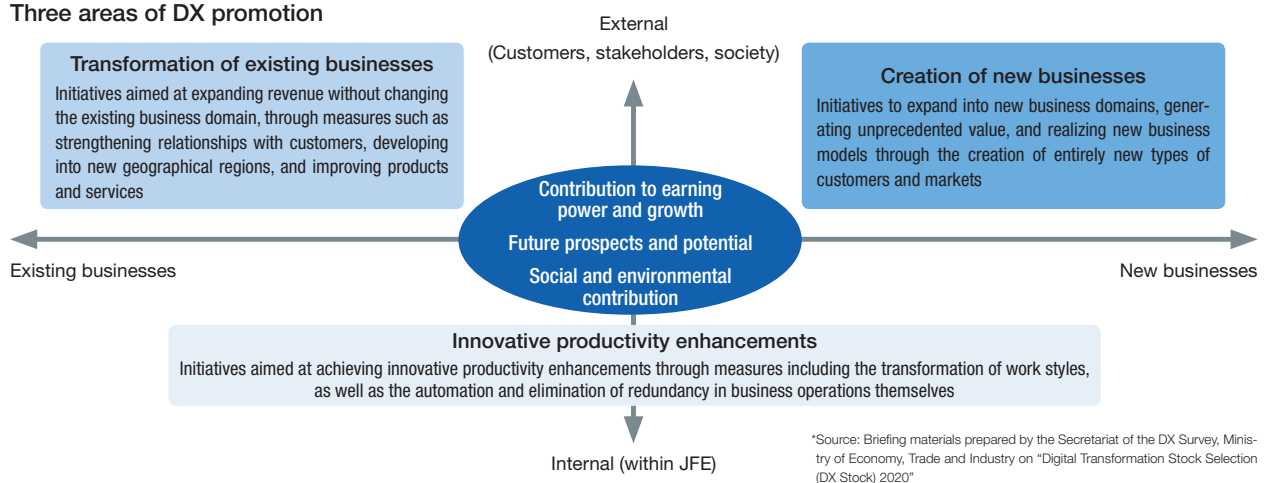 Three areas of DX promotion
External
(Customers, stakeholders, society)
Transformation of existing businesses
Initiatives aimed at expanding revenue without changing
the existing business domain, through measures such as
strengthening relationships with customers, developing
into new geographical regions, and improving products
and services
Creation of new businesses
Initiatives to expand into new business domains, gener-
ating unprecedented value, and realizing new business
models through the creation of entirely new types of
customers and markets
Contribution to earning
power and growth
Future prospects and potential
Social and environmental
contribution
Existing businesses
New businesses
Innovative productivity enhancements
Initiatives aimed at achieving innovative productivity enhancements through measures including the transformation of work styles,
as well as the automation and elimination of redundancy in business operations themselves
Internal (within JFE)
*Source: Briefing materials prepared by the Secretariat of the DX Survey, Minis-
try of Economy, Trade and Industry on “Digital Transformation Stock Selection
(DX Stock) 2020”